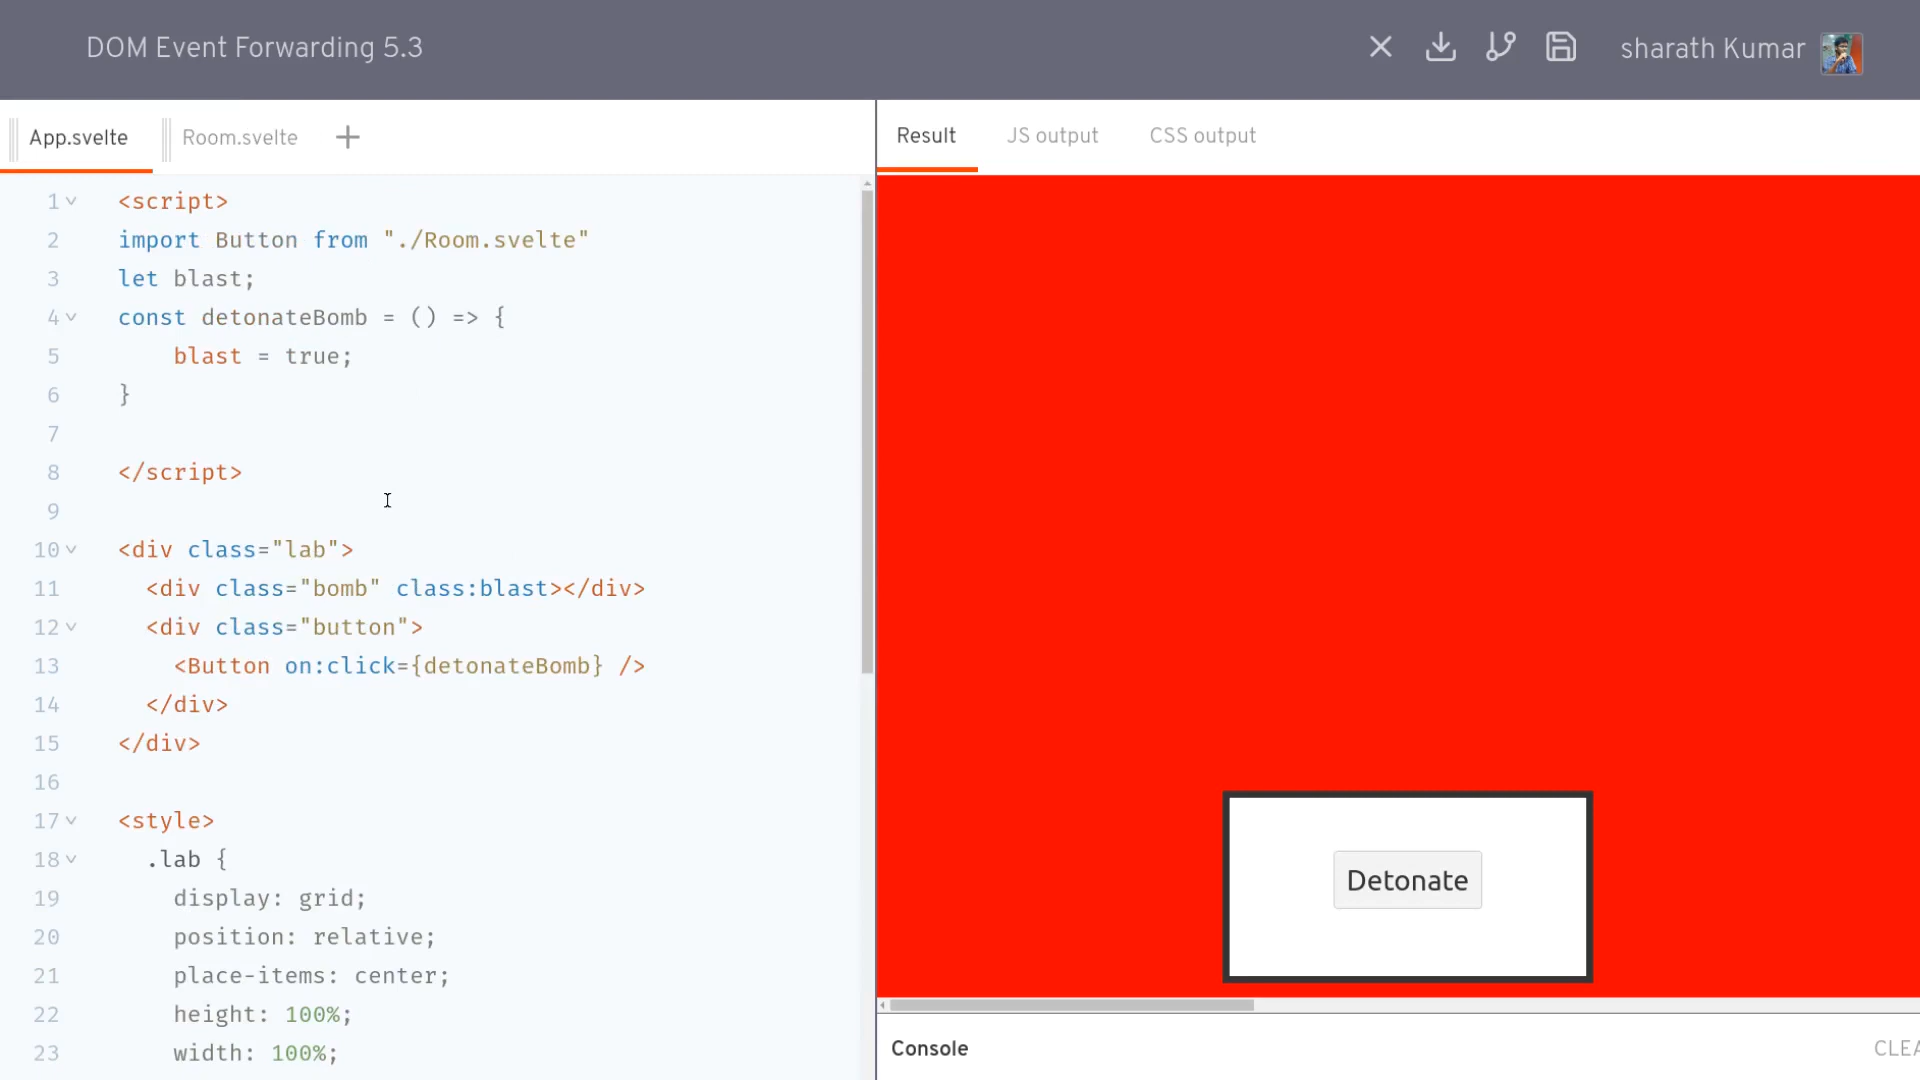 DOM Event Forwarding 5.3
sharath Kumar
App.svelte
Room.svelte
Result
JS output
CSS output
1 <script>
2 import Button from "./Room.svelte"
3 let blast;
4 const detonateBomb = () => {
5 blast = true;
6 }
7
8 </script>
9
10 <div class="lab">
11 <div class="bomb" class:blast></div>
12 <div class="button">
13 <Button on:click={detonateBomb} />
14 </div>
15 </div>
16
17 <style>
18 .lab {
19 display: grid;
20 position: relative;
21 place-items: center;
22 height: 100%;
23 width: 100%;
Detonate
Console
CLEA